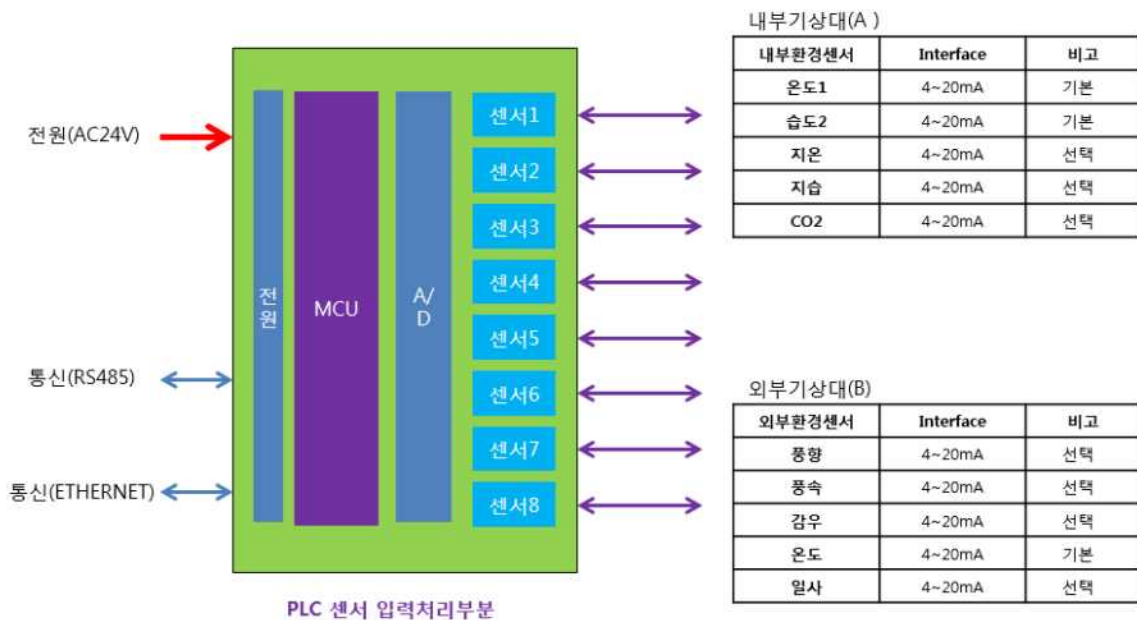 전원(AC24V)
통신(RS485)
통신(ETHERNET)
전원
MCU
A/D
센서1
센서2
센서3
센서4
센서5
센서6
센서7
센서8
PLC 센서 입력처리부분
내부기상대(A )
내부환경센서 Interface 비고
온도1 4~20mA 기본
습도2 4~20mA 기본
지온 4~20mA 선택
지습 4~20mA 선택
CO2 4~20mA 선택
외부기상대(B)
외부환경센서 Interface 비고
풍향 4~20mA 선택
풍속 4~20mA 선택
감우 4~20mA 선택
온도 4~20mA 기본
일사 4~20mA 선택